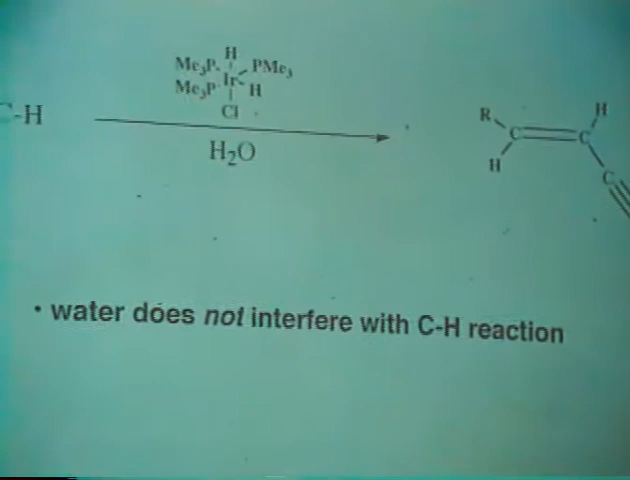 H
Me3P PMe3
Ir
Me3P H
Cl
C-H
H2O
R H
C C
H
C
• water does not interfere with C-H reaction